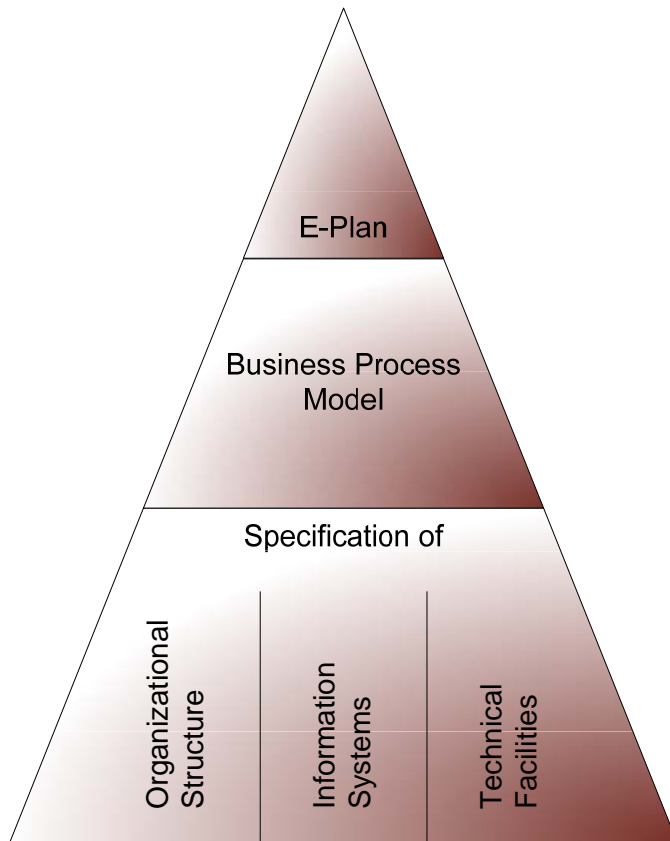 E-Plan
Business Process
Model
Specification of
Organizational
Structure
Information
Systems
Technical
Facilities